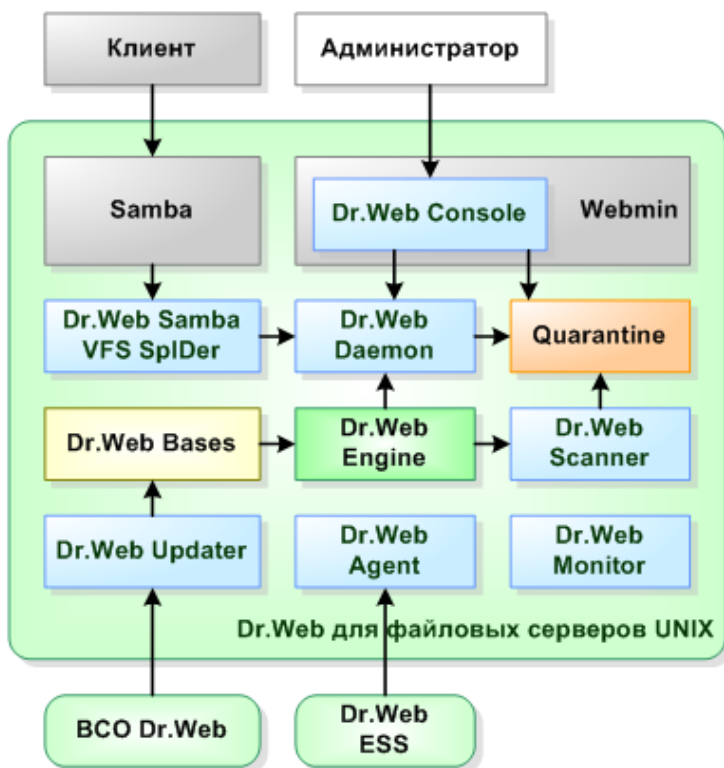 Клиент
Администратор
Samba
Dr.Web Console
Webmin
Dr.Web Samba
VFS SpIDer
Dr.Web
Daemon
Quarantine
Dr.Web Bases
Dr.Web
Engine
Dr.Web
Scanner
Dr.Web Updater
Dr.Web
Agent
Dr.Web
Monitor
Dr.Web для файловых серверов UNIX
ВСО Dr.Web
Dr.Web
ESS